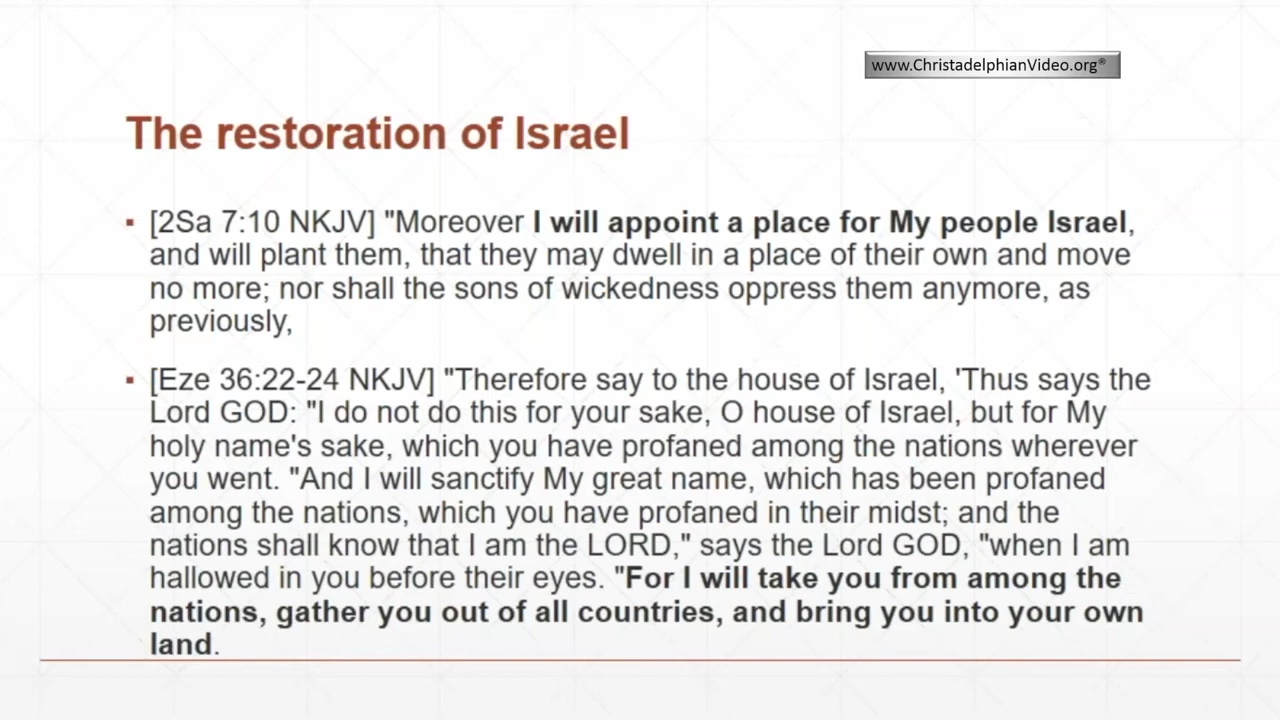 www.ChristadelphianVideo.org®
The restoration of Israel
▪ [2Sa 7:10 NKJV] "Moreover I will appoint a place for My people Israel,
and will plant them, that they may dwell in a place of their own and move
no more; nor shall the sons of wickedness oppress them anymore, as
previously,
▪ [Eze 36:22-24 NKJV] "Therefore say to the house of Israel, 'Thus says the
Lord GOD: "I do not do this for your sake, O house of Israel, but for My
holy name's sake, which you have profaned among the nations wherever
you went. "And I will sanctify My great name, which has been profaned
among the nations, which you have profaned in their midst; and the
nations shall know that I am the LORD," says the Lord GOD, "when I am
hallowed in you before their eyes. "For I will take you from among the
nations, gather you out of all countries, and bring you into your own
land.